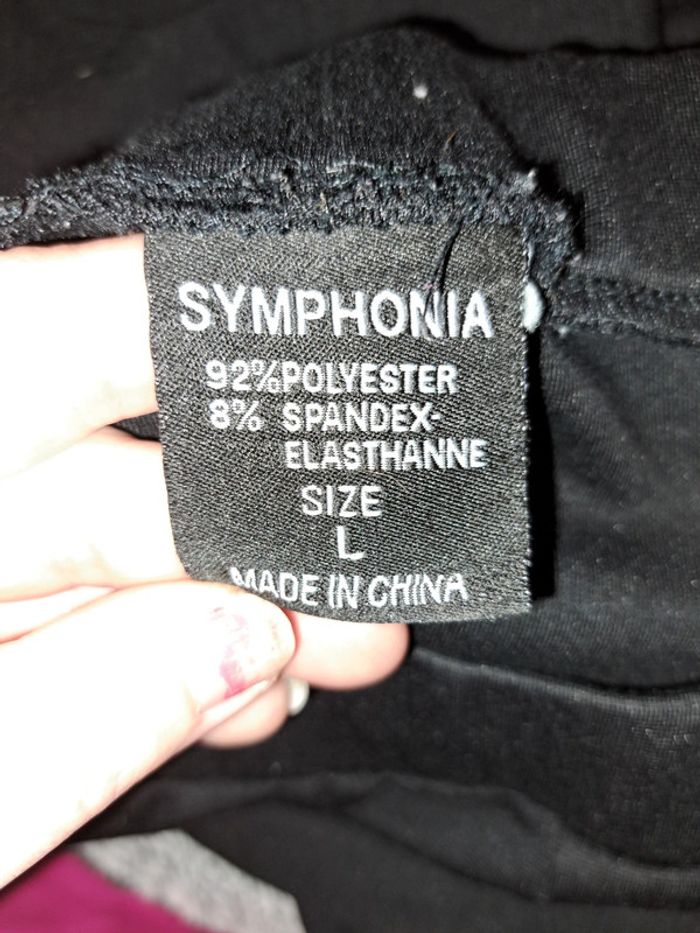 SYMPHONIA
92%POLYESTER
8% SPANDEX-
ELASTHANNE
SIZE
L
MADE IN CHINA